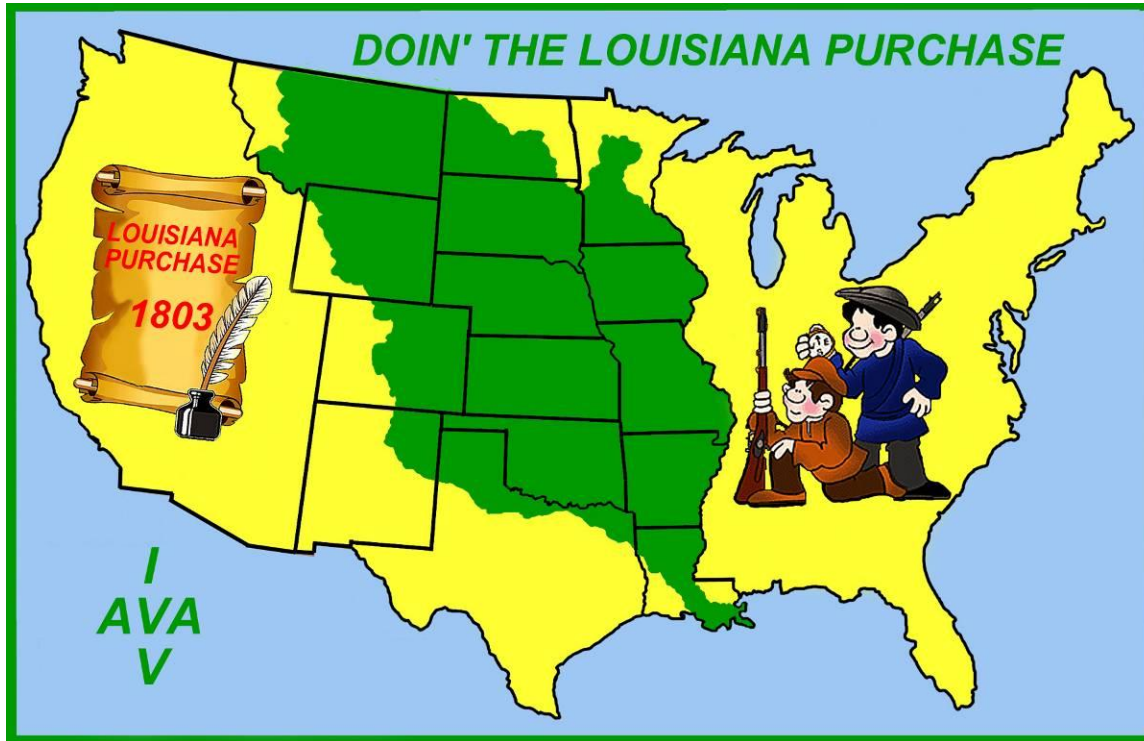 DOIN' THE LOUISIANA PURCHASE
LOUISIANA
PURCHASE
1803
I
AVA
V